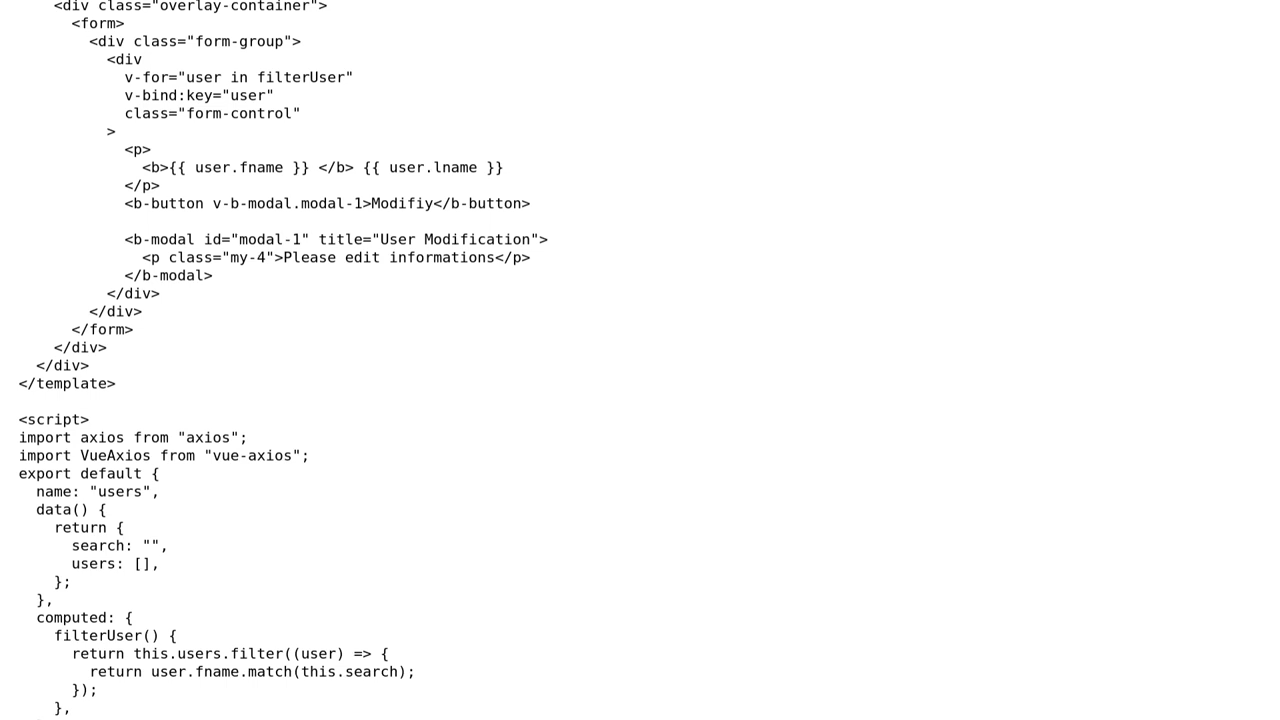 <div class="overlay-container">
<form>
<div class="form-group">
<div
v-for="user in filterUser"
v-bind:key="user"
class="form-control"
>
<p>
<b>{{ user.fname }} </b> {{ user.lname }}
</p>
<b-button v-b-modal.modal-1>Modifiy</b-button>
<b-modal id="modal-1" title="User Modification">
<p class="my-4">Please edit informations</p>
</b-modal>
</div>
</div>
</form>
</div>
</div>
</template>
<script>
import axios from "axios";
import VueAxios from "vue-axios";
export default {
name: "users",
data() {
return {
search: "",
users: [],
};
},
computed: {
filterUser() {
return this.users.filter((user) => {
return user.fname.match(this.search);
});
},